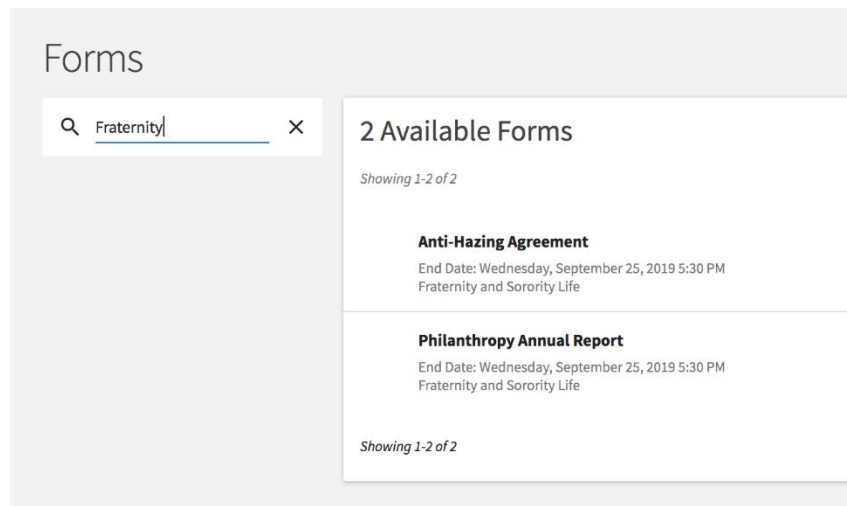 Forms
Fraternity
2 Available Forms
Showing 1-2 of 2
Anti-Hazing Agreement
End Date: Wednesday, September 25, 2019 5:30 PM
Fraternity and Sorority Life
Philanthropy Annual Report
End Date: Wednesday, September 25, 2019 5:30 PM
Fraternity and Sorority Life
Showing 1-2 of 2